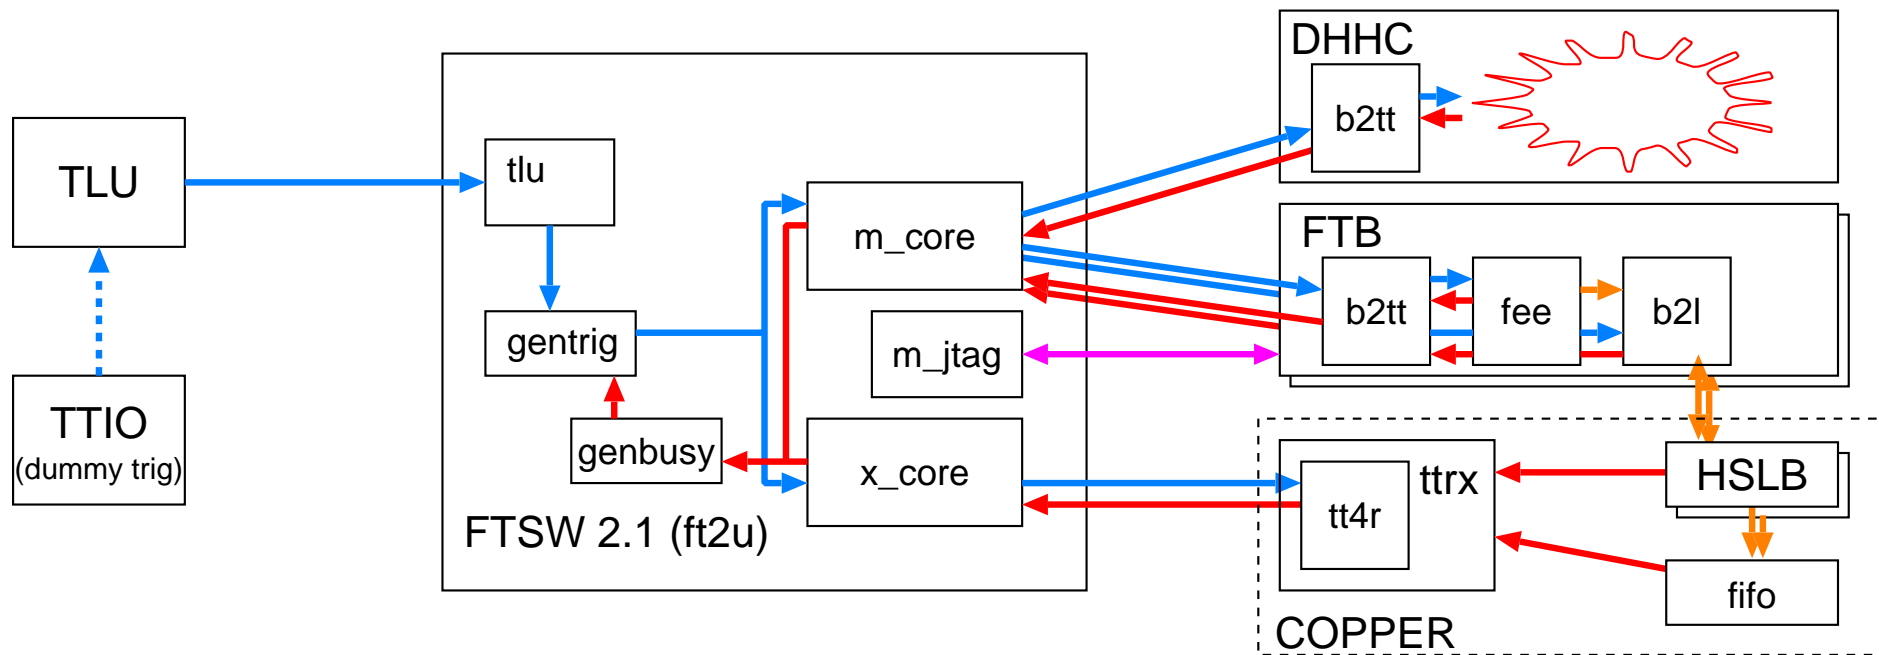 TLU
TTIO
(dummy trig)
tlu
gentrig
genbusy
m_core
m_jtag
x_core
FTSW 2.1 (ft2u)
DHHC
b2tt
FTB
b2tt
fee
b2l
ttrx
tt4r
HSLB
fifo
COPPER